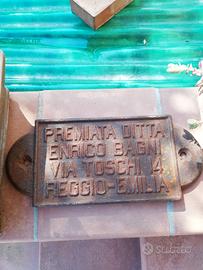 PREMIATA DITTA
ENRICO BAGNI
VIA TOSCHI 4
REGGIO-EMILIA
Subito